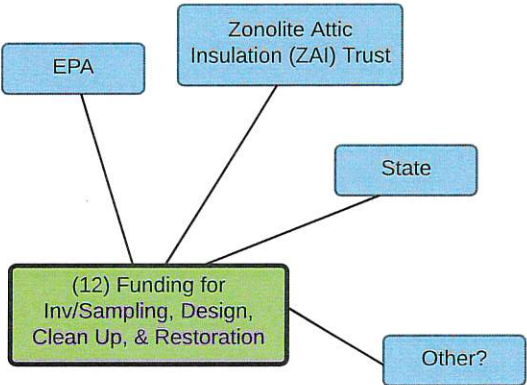 Zonolite Attic
Insulation (ZAI) Trust
EPA
State
(12) Funding for
Inv/Sampling, Design,
Clean Up, & Restoration
Other?